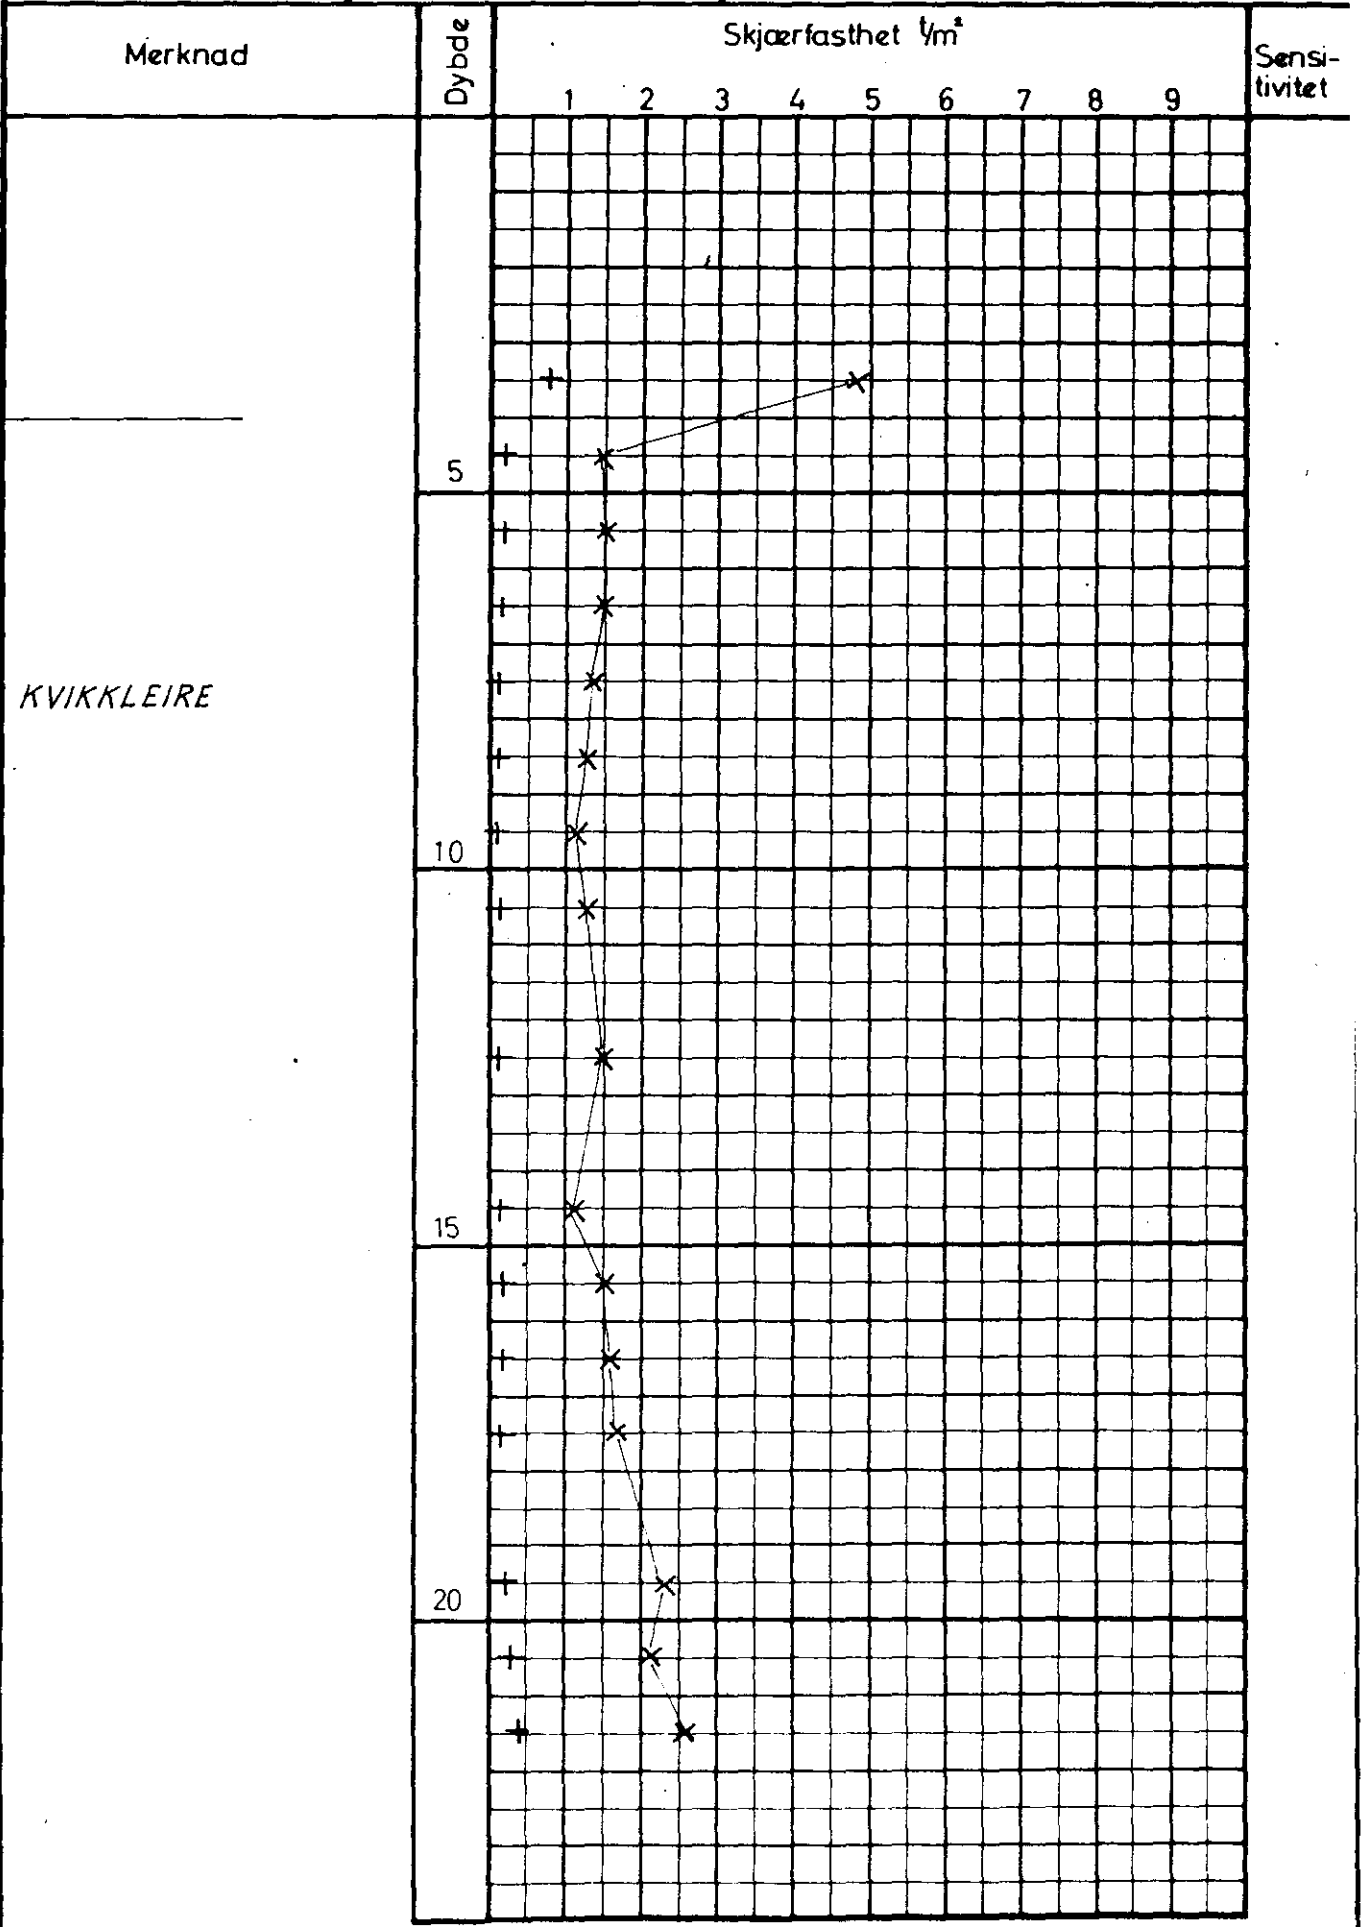 Merknad
Dybde
Skjærfasthet t/m²
Sensi-
tivitet
1 2 3 4 5 6 7 8 9
5
KVIKKLEIRE
10
15
20